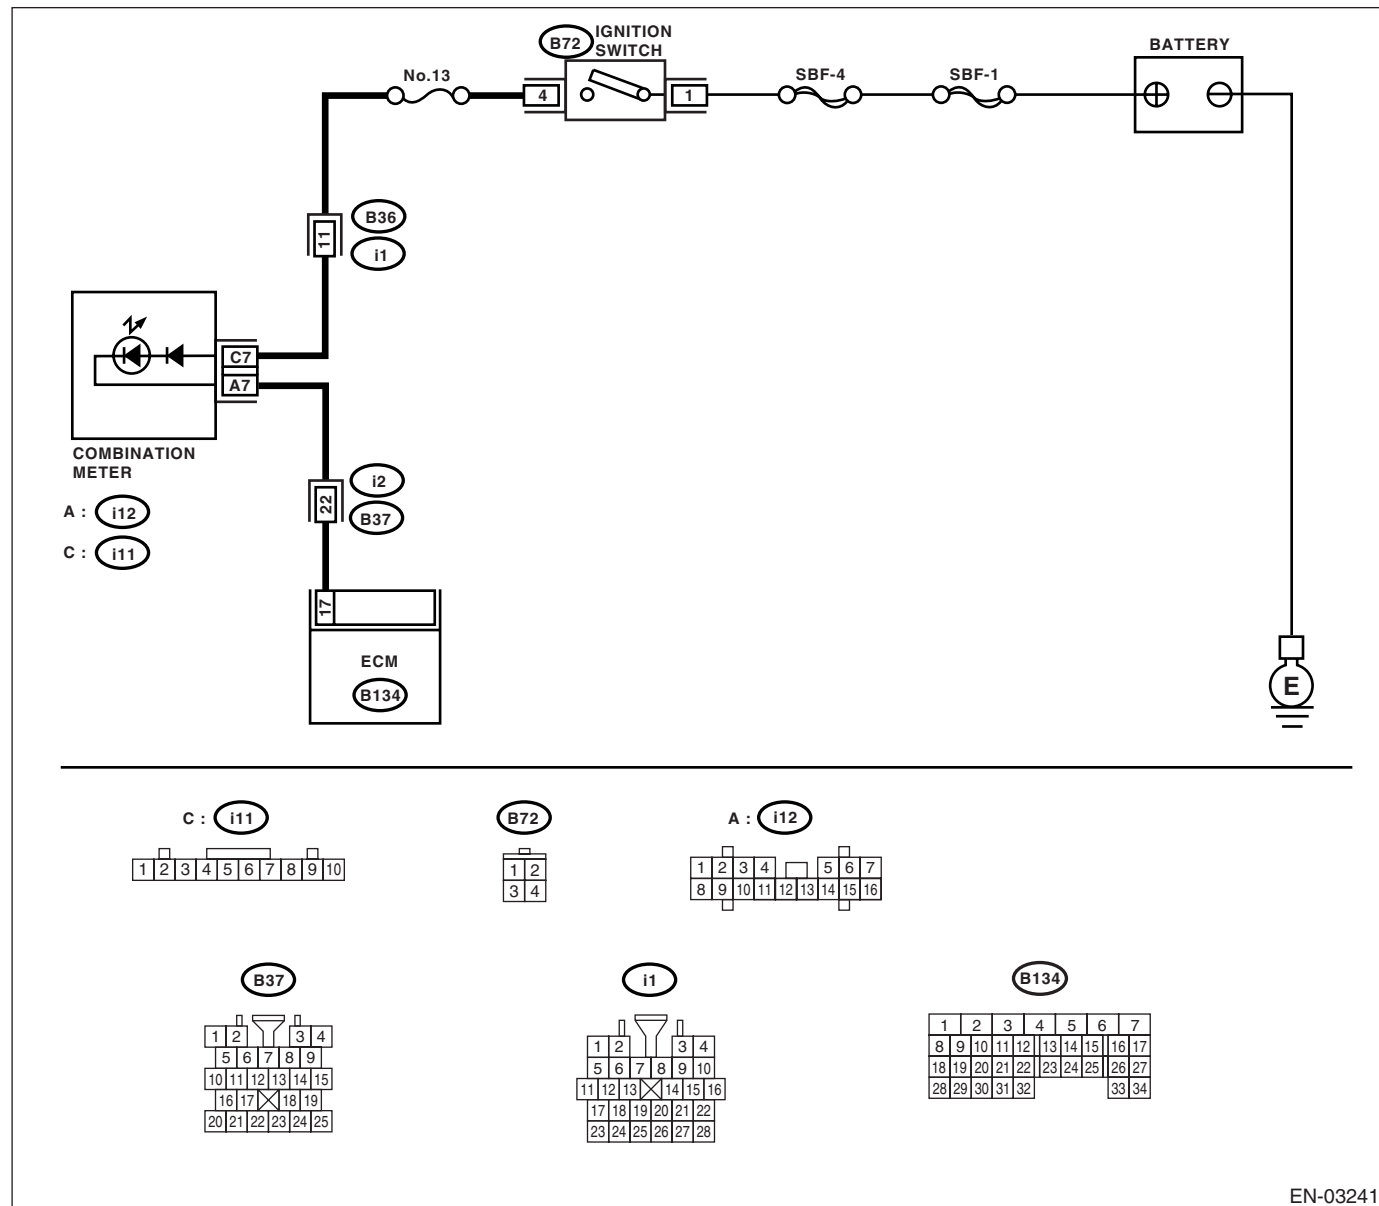 B72 IGNITION SWITCH
BATTERY
No.13
4
1
SBF-4
SBF-1
11
B36
i1
C7
A7
COMBINATION METER
A : i12
C : i11
22
i2
B37
17
ECM
B134
E
C : i11
1 2 3 4 5 6 7 8 9 10
B72
1 2
3 4
A : i12
1 2 3 4 5 6 7
8 9 10 11 12 13 14 15 16
B37
1 2 3 4
5 6 7 8 9
10 11 12 13 14 15
16 17 18 19
20 21 22 23 24 25
i1
1 2 3 4
5 6 7 8 9 10
11 12 13 14 15 16
17 18 19 20 21 22
23 24 25 26 27 28
B134
1 2 3 4 5 6 7
8 9 10 11 12 13 14 15 16 17
18 19 20 21 22 23 24 25 26 27
28 29 30 31 32 33 34
EN-03241